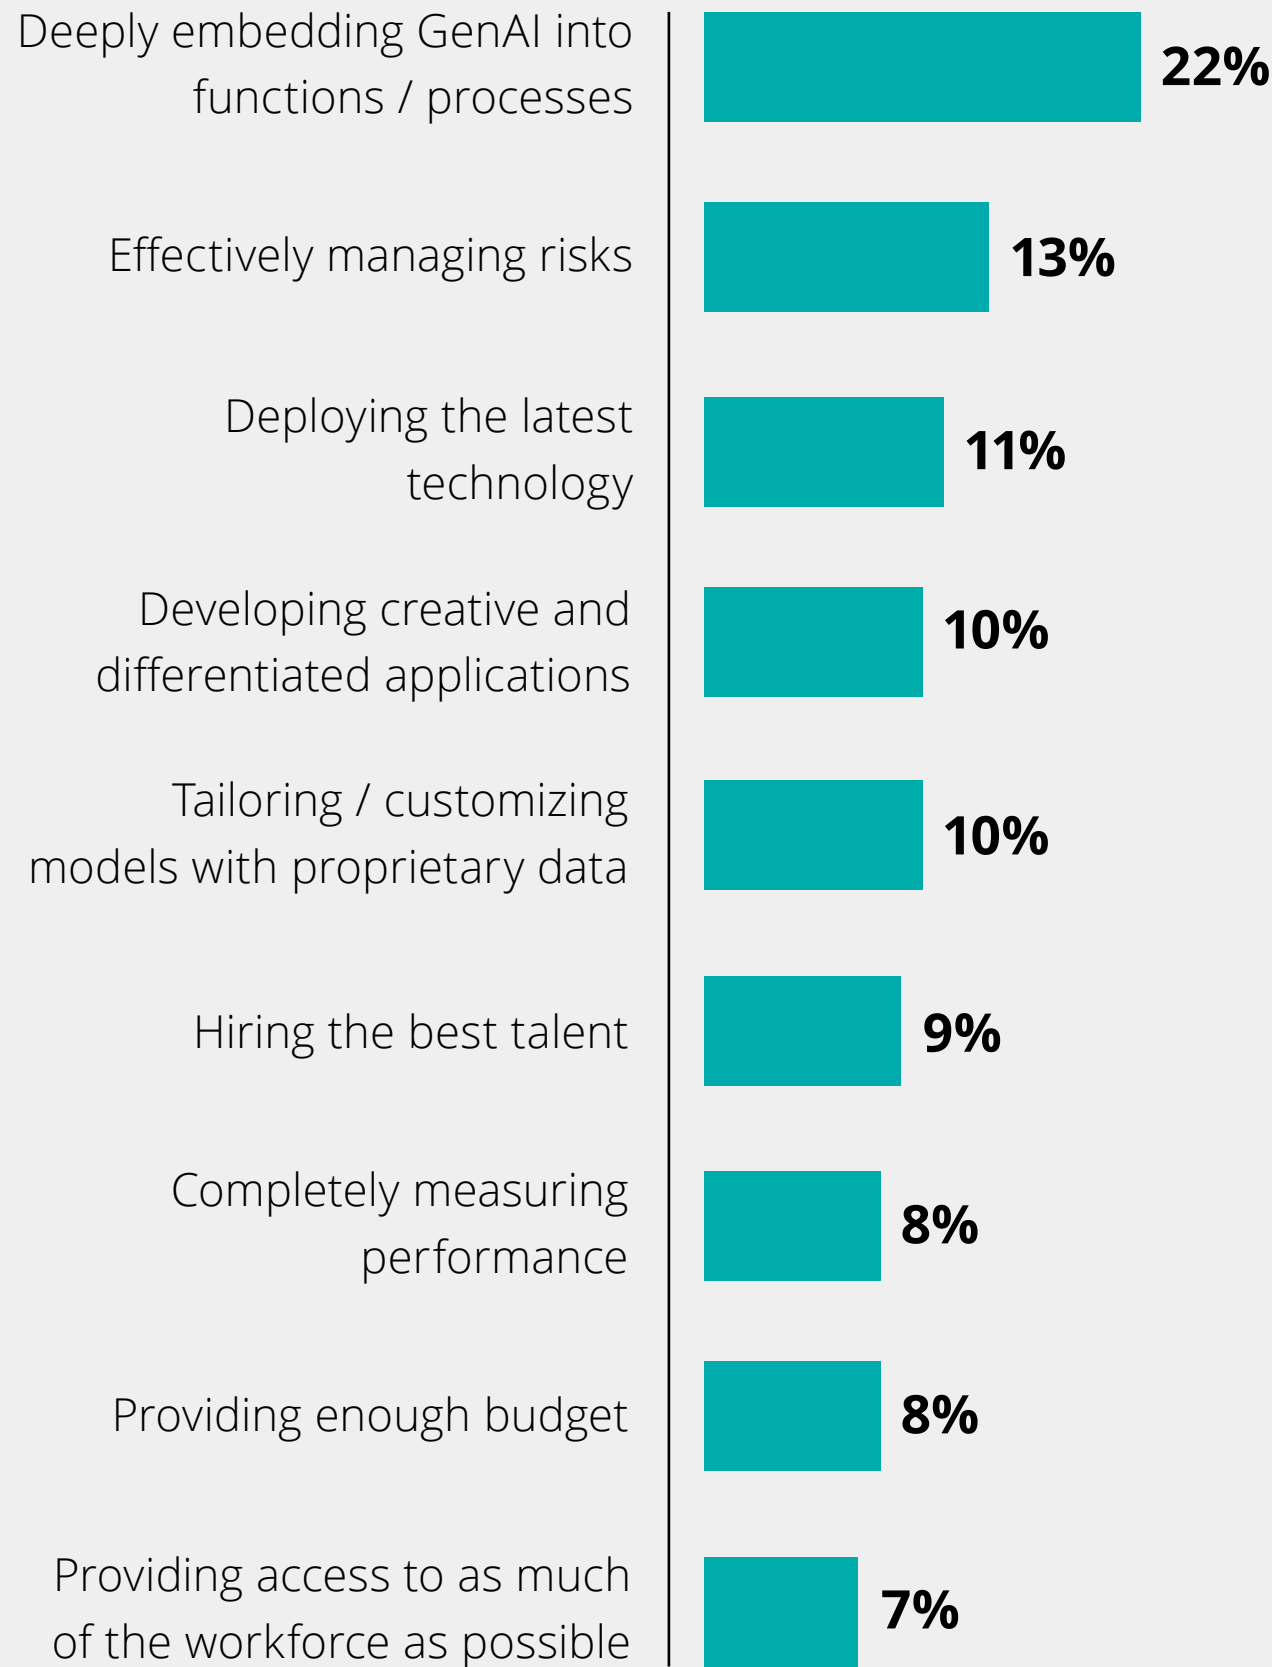 Deeply embedding GenAI into
functions / processes
22%
Effectively managing risks
13%
Deploying the latest
technology
11%
Developing creative and
differentiated applications
10%
Tailoring / customizing
models with proprietary data
10%
Hiring the best talent
9%
Completely measuring
performance
8%
Providing enough budget
8%
Providing access to as much
of the workforce as possible
7%